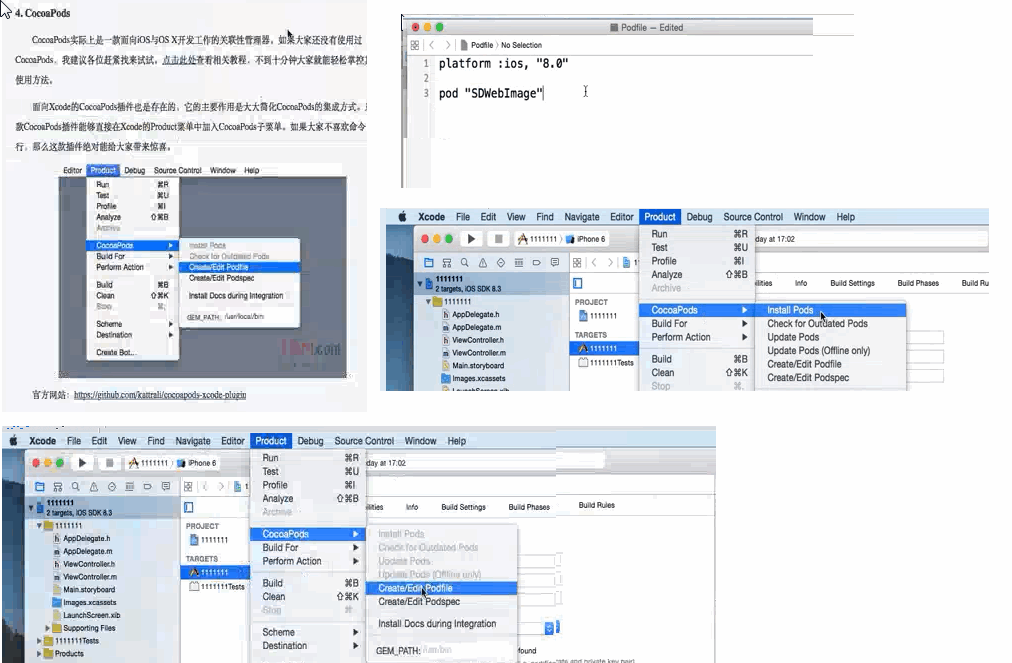 4. CocoaPods
CocoaPods实际上是一款面向iOS与OS X开发工作的关联性管理器，如果大家还没有使用过
CocoaPods，我建议各位赶紧找来试试，点击此处查看相关教程，不到十分钟大家就能轻松掌控
使用方法。
面向Xcode的CocoaPods插件也是存在的，它的主要作用是大大简化CocoaPods的集成方式。
款CocoaPods插件能够直接在Xcode的Product菜单中加入CocoaPods子菜单。如果大家不喜欢命令
行，那么这款插件绝对能给大家带来惊喜。
Editor Product Debug Source Control Window Help
Run ⌘R
Test ⌘U
Profile ⌘I
Analyze ⇧⌘B
Archive
CocoaPods
Install Pods
Build For
Check for Outdated Pods
Perform Action
Create/Edit Podfile
Create/Edit Podspec
Build ⌘B
Clean ⇧⌘K
Install Docs during Integration
Stop
GEM_PATH: /usr/local/bin
Scheme
Destination
Create Bot...
官方网站：https://github.com/kattrali/cocoapods-xcode-plugin
Podfile — Edited
Podfile 〉 No Selection
1 platform :ios, "8.0"
2
3 pod "SDWebImage"
Xcode File Edit View Find Navigate Editor Product Debug Source Control Window Help
1111111 〉 iPhone 6
day at 17:02
Run ⌘R
Test ⌘U
Profile ⌘I
Analyze ⇧⌘B
Archive
1111111
2 targets, iOS SDK 8.3
1111111
AppDelegate.h
AppDelegate.m
ViewController.h
ViewController.m
Main.storyboard
Images.xcassets
LaunchScreen.xib
PROJECT
1111111
TARGETS
1111111
1111111Tests
bilities Info Build Settings Build Phases Build Ru
CocoaPods
Build For
Perform Action
Build ⌘B
Clean ⇧⌘K
Stop
Install Pods
Check for Outdated Pods
Update Pods
Update Pods (Offline only)
Create/Edit Podfile
Create/Edit Podspec
Xcode File Edit View Find Navigate Editor Product Debug Source Control Window Help
1111111 〉 iPhone 6
day at 17:02
Run ⌘R
Test ⌘U
Profile ⌘I
Analyze ⇧⌘B
Archive
1111111
2 targets, iOS SDK 8.3
1111111
AppDelegate.h
AppDelegate.m
ViewController.h
ViewController.m
Main.storyboard
Images.xcassets
LaunchScreen.xib
Supporting Files
1111111Tests
Products
PROJECT
1111111
TARGETS
1111111
1111111Tests
bilities Info Build Settings Build Phases Build Rules
CocoaPods
Build For
Perform Action
Build ⌘B
Clean ⇧⌘K
Stop
Scheme
Destination
Install Pods
Check for Outdated Pods
Update Pods
Update Pods (Offline only)
Create/Edit Podfile
Create/Edit Podspec
Install Docs during Integration
GEM_PATH: /usr/bin
found